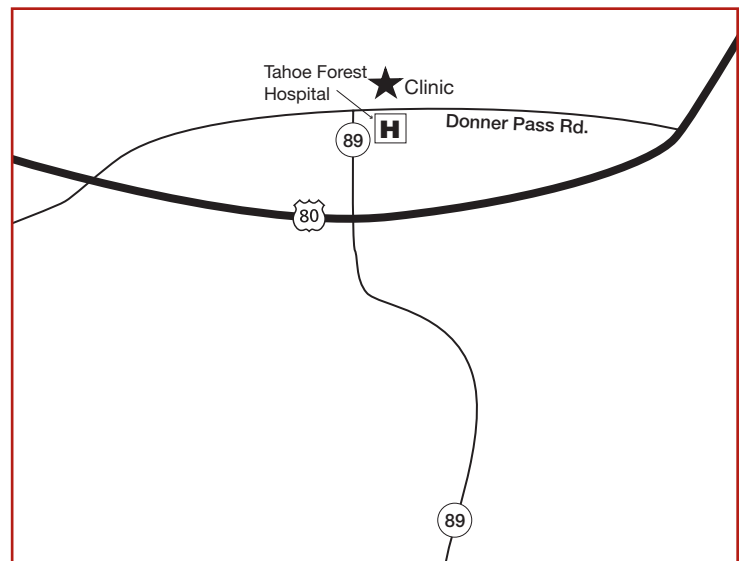 Tahoe Forest
Hospital
Clinic
H
Donner Pass Rd.
89
80
89